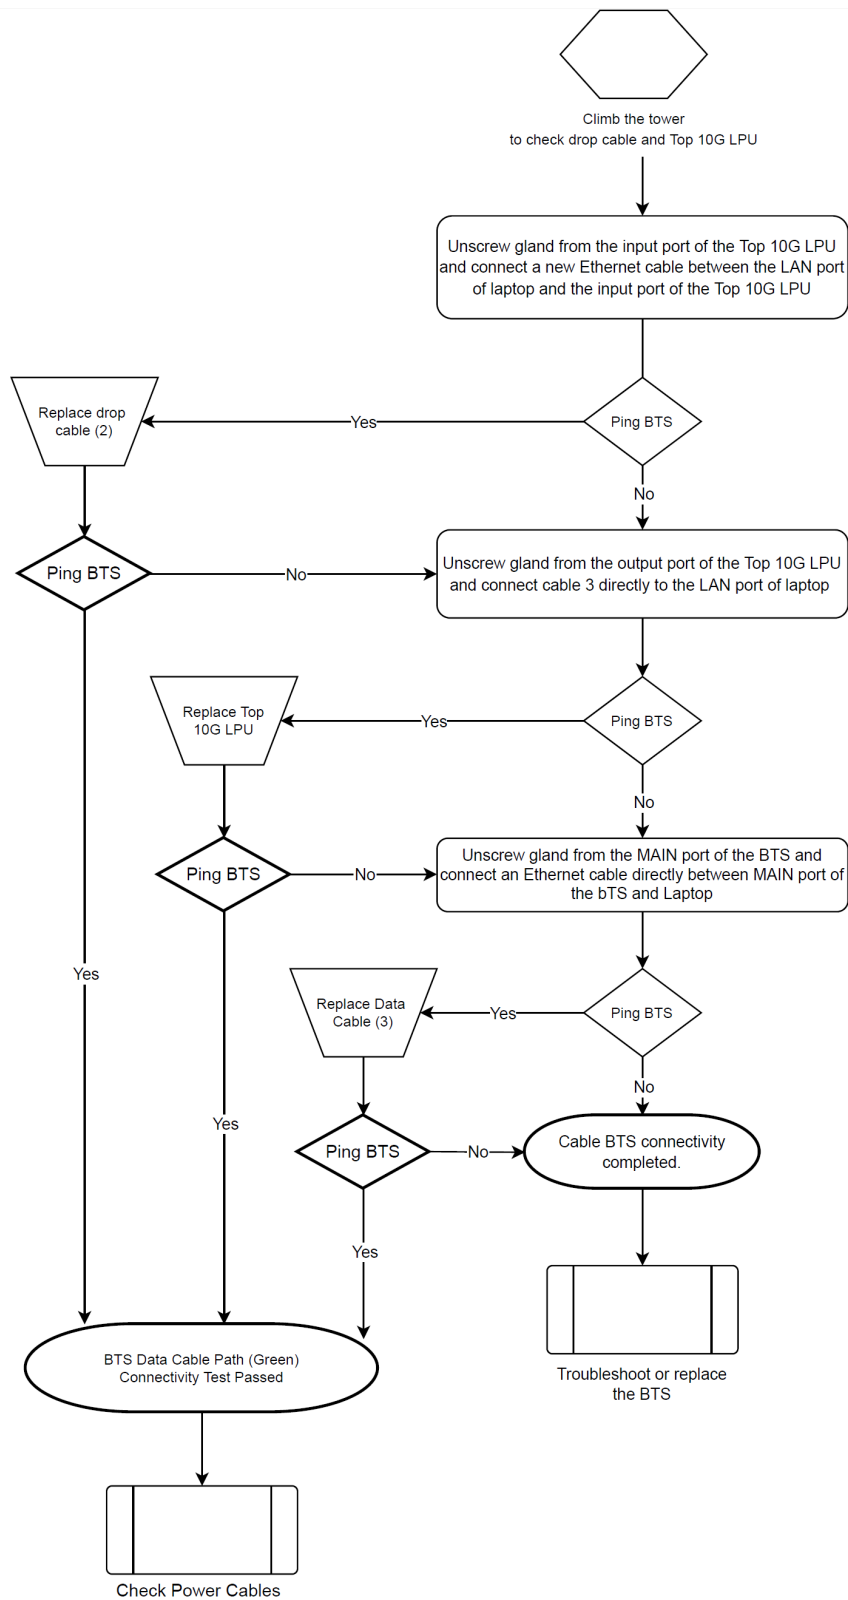 Climb the tower
to check drop cable and Top 10G LPU
Unscrew gland from the input port of the Top 10G LPU
and connect a new Ethernet cable between the LAN port
of laptop and the input port of the Top 10G LPU
Replace drop
cable (2)
Yes
Ping BTS
No
Ping BTS
No
Unscrew gland from the output port of the Top 10G LPU
and connect cable 3 directly to the LAN port of laptop
Replace Top
10G LPU
Yes
Ping BTS
No
Ping BTS
No
Unscrew gland from the MAIN port of the BTS and
connect an Ethernet cable directly between MAIN port of
the bTS and Laptop
Yes
Replace Data
Cable (3)
Yes
Ping BTS
No
Yes
Ping BTS
No
Cable BTS connectivity
completed.
Yes
BTS Data Cable Path (Green)
Connectivity Test Passed
Troubleshoot or replace
the BTS
Check Power Cables